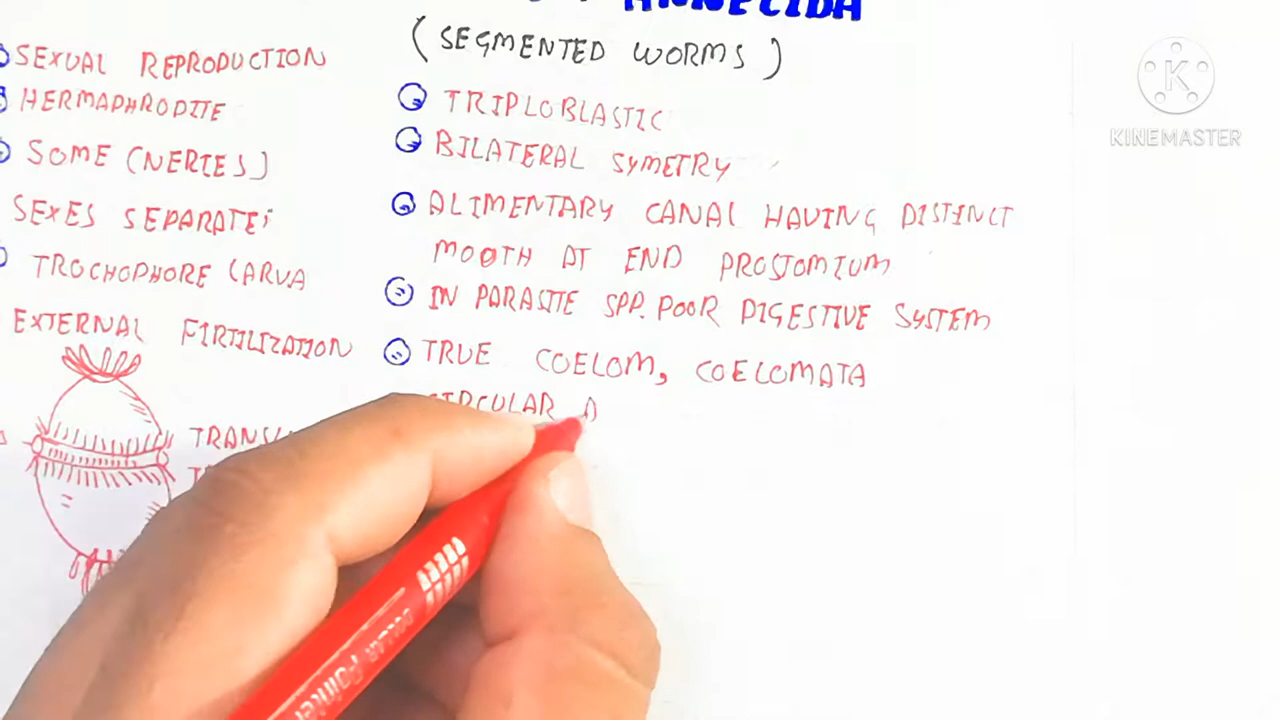 ANNELIDA
(SEGMENTED WORMS)
SEXUAL REPRODUCTION
HERMAPHRODITE
SOME (NERIES)
SEXES SEPARATE;
TROCHOPHORE LARVA
EXTERNAL FIRTILIZATION
TRIPLOBLASTIC
BILATERAL SYMETRY
ALIMENTARY CANAL HAVING DISTINCT
MOOTH AT END PROSTOMIUM
IN PARASITE SPP. POOR DIGESTIVE SYSTEM
TRUE COELOM, COELOMATA
CIRCULAR
KINEMASTER